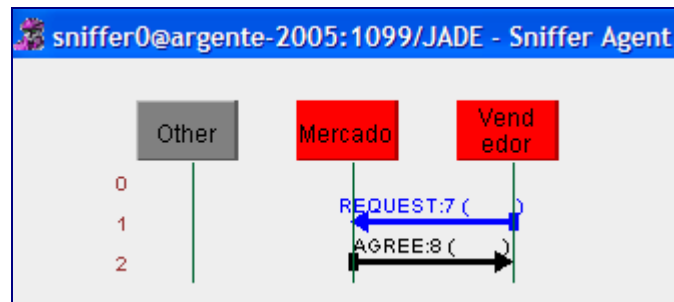 sniffer0@argente-2005:1099/JADE - Sniffer Agent
Other
Mercado
Vend
edor
0
REQUEST:7 ( )
1
AGREE:8 ( )
2